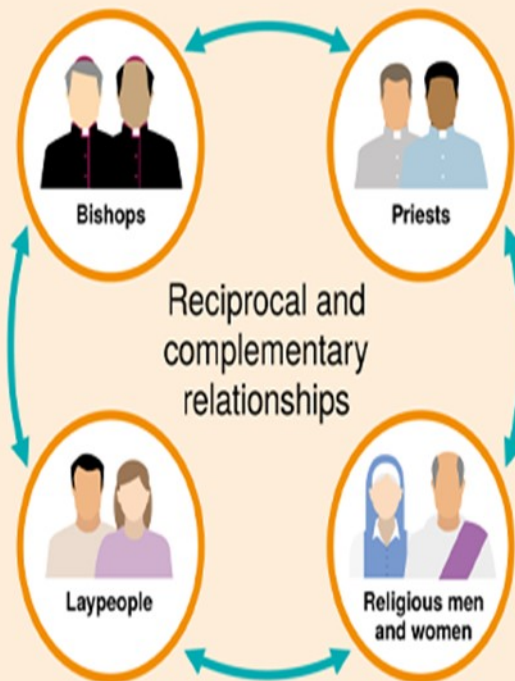 Bishops
Priests
Reciprocal and
complementary
relationships
Laypeople
Religious men
and women